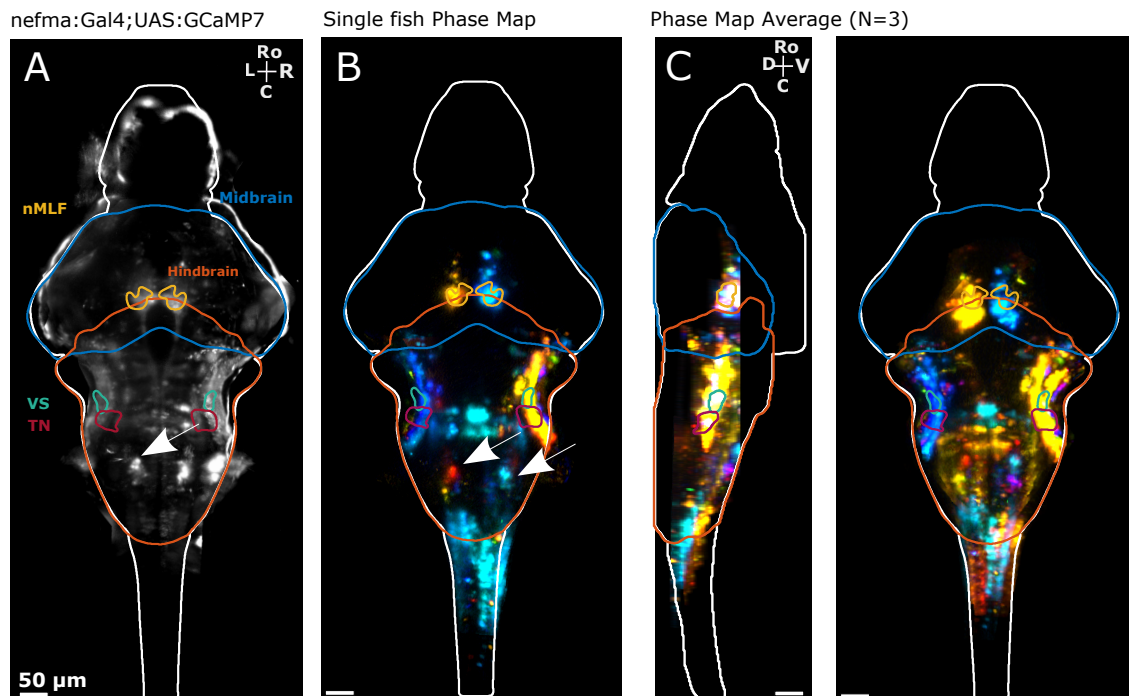 nefma:Gal4;UAS:GCaMP7
Single fish Phase Map
Phase Map Average (N=3)
A
Ro
L R
C
B
C
Ro
D V
C
nMLF
Midbrain
Hindbrain
VS
TN
50 µm